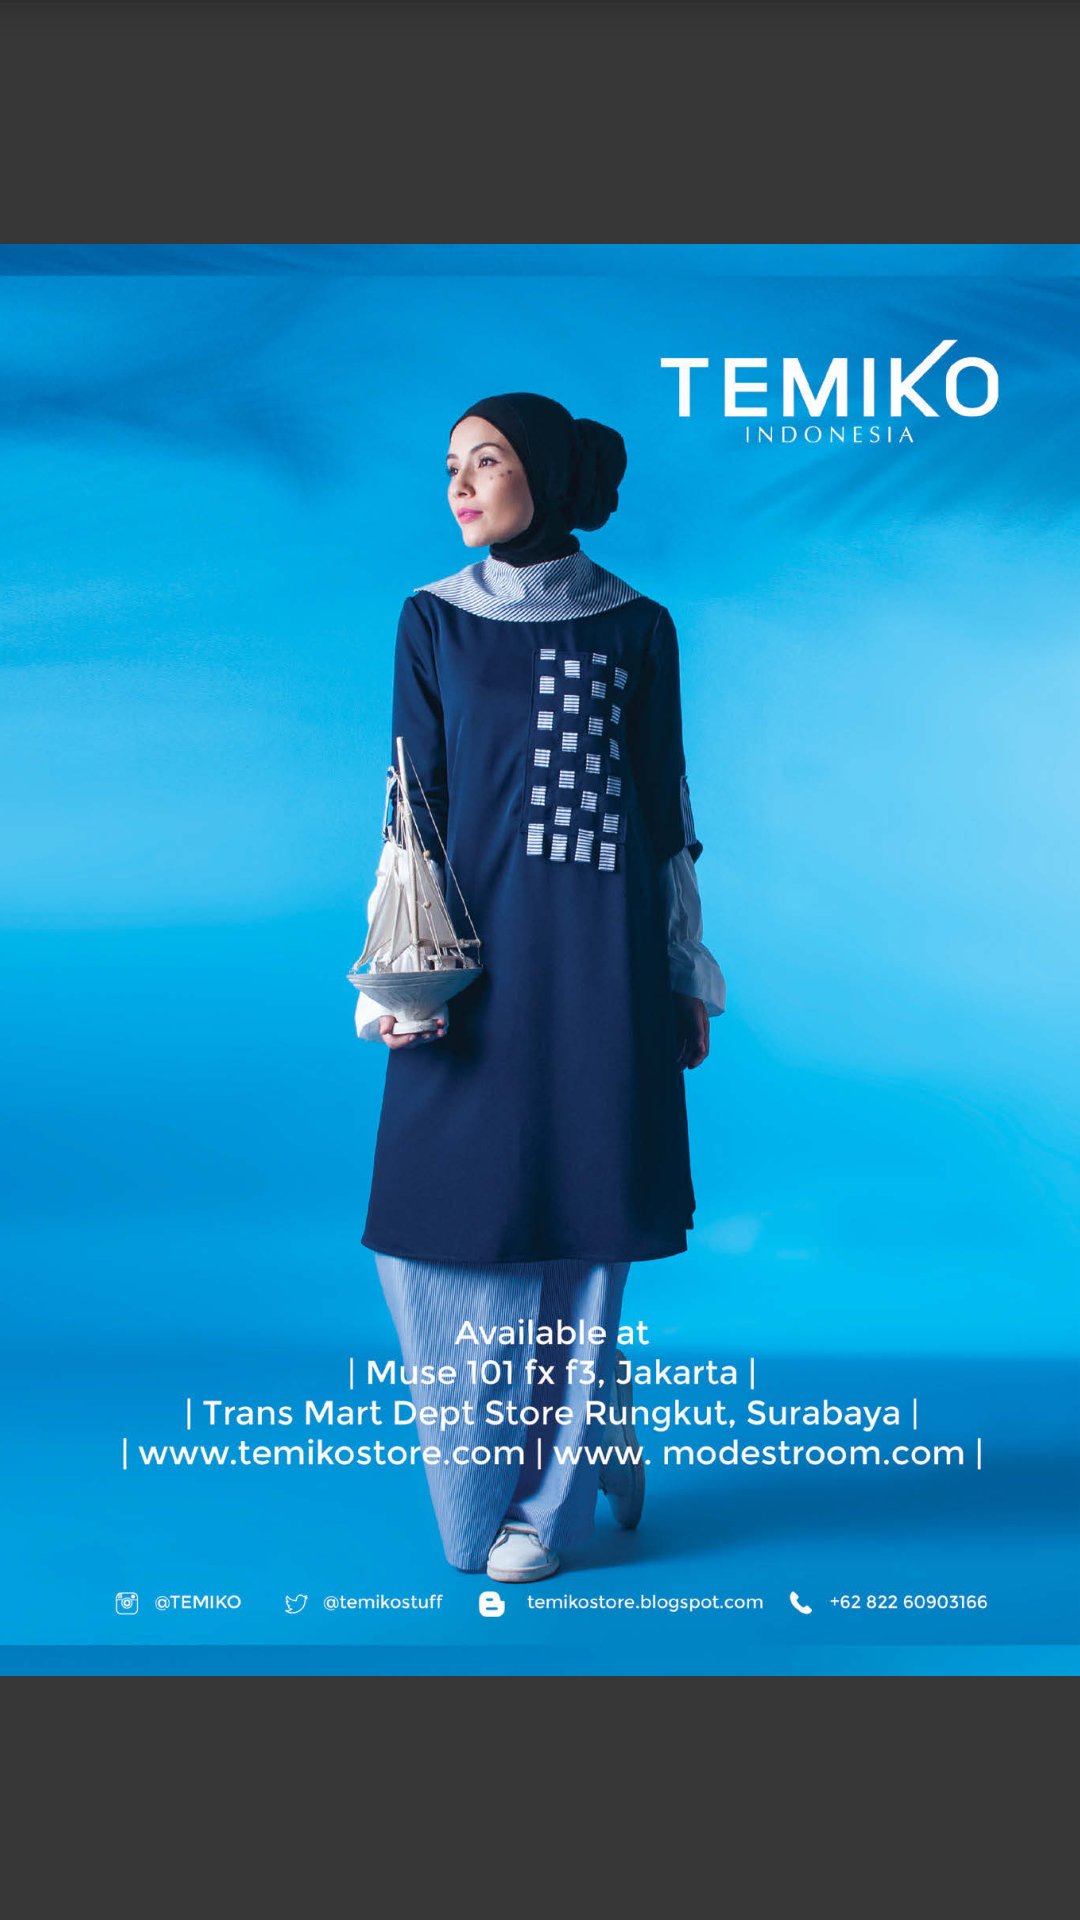 TEMIKO
INDONESIA
Available at
| Muse 101 fx f3, Jakarta |
| Trans Mart Dept Store Rungkut, Surabaya |
| www.temikostore.com | www. modestroom.com |
@TEMIKO @temikostuff temikostore.blogspot.com +62 822 60903166